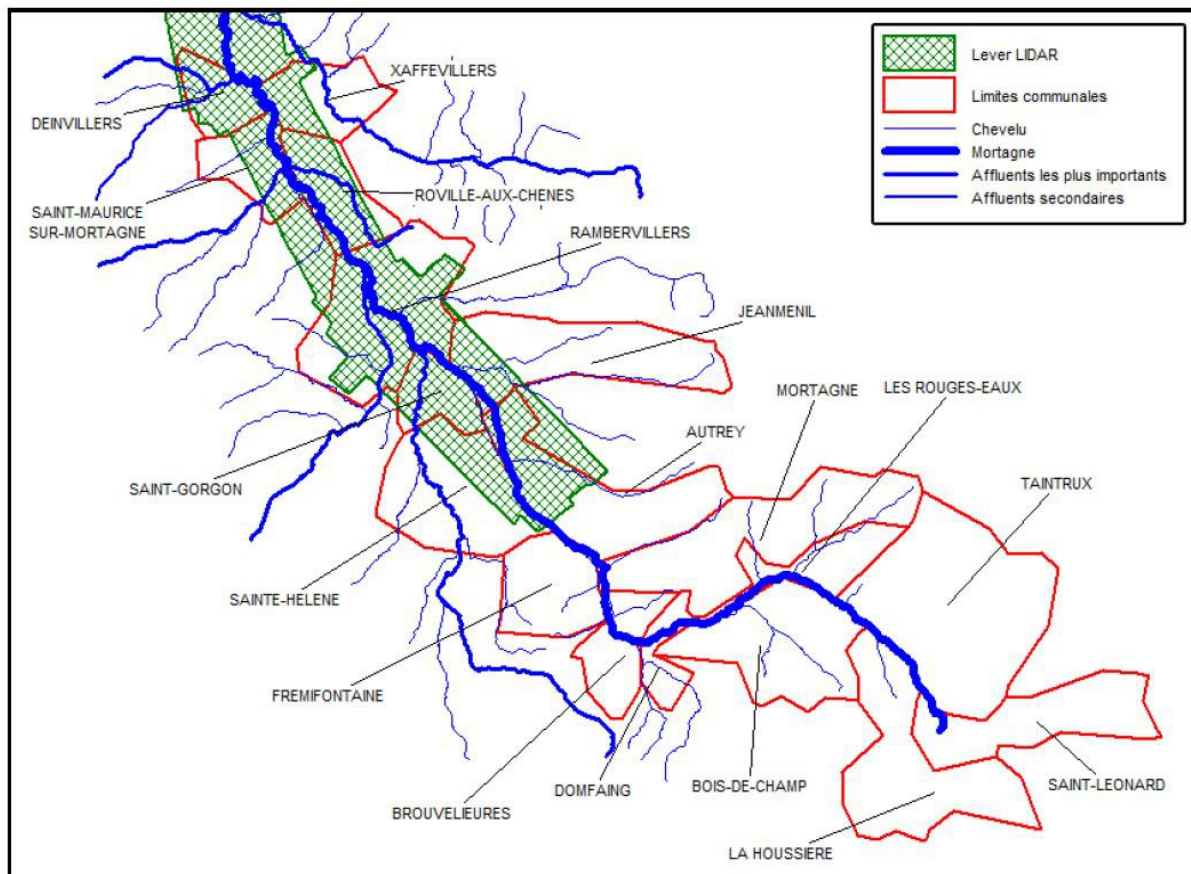 Lever LIDAR
Limites communales
Chevelu
Mortagne
Affluents les plus importants
Affluents secondaires
XAFFEVILLERS
DEINVILLERS
ROVILLE-AUX-CHENES
SAINT-MAURICE
SUR-MORTAGNE
RAMBERVILLERS
JEANMENIL
MORTAGNE
LES ROUGES-EAUX
AUTREY
TAINTRUX
SAINT-GORGON
SAINTE-HELENE
FREMIFONTAINE
BROUVELIEURES
DOMFAING
BOIS-DE-CHAMP
SAINT-LEONARD
LA HOUSSIERE